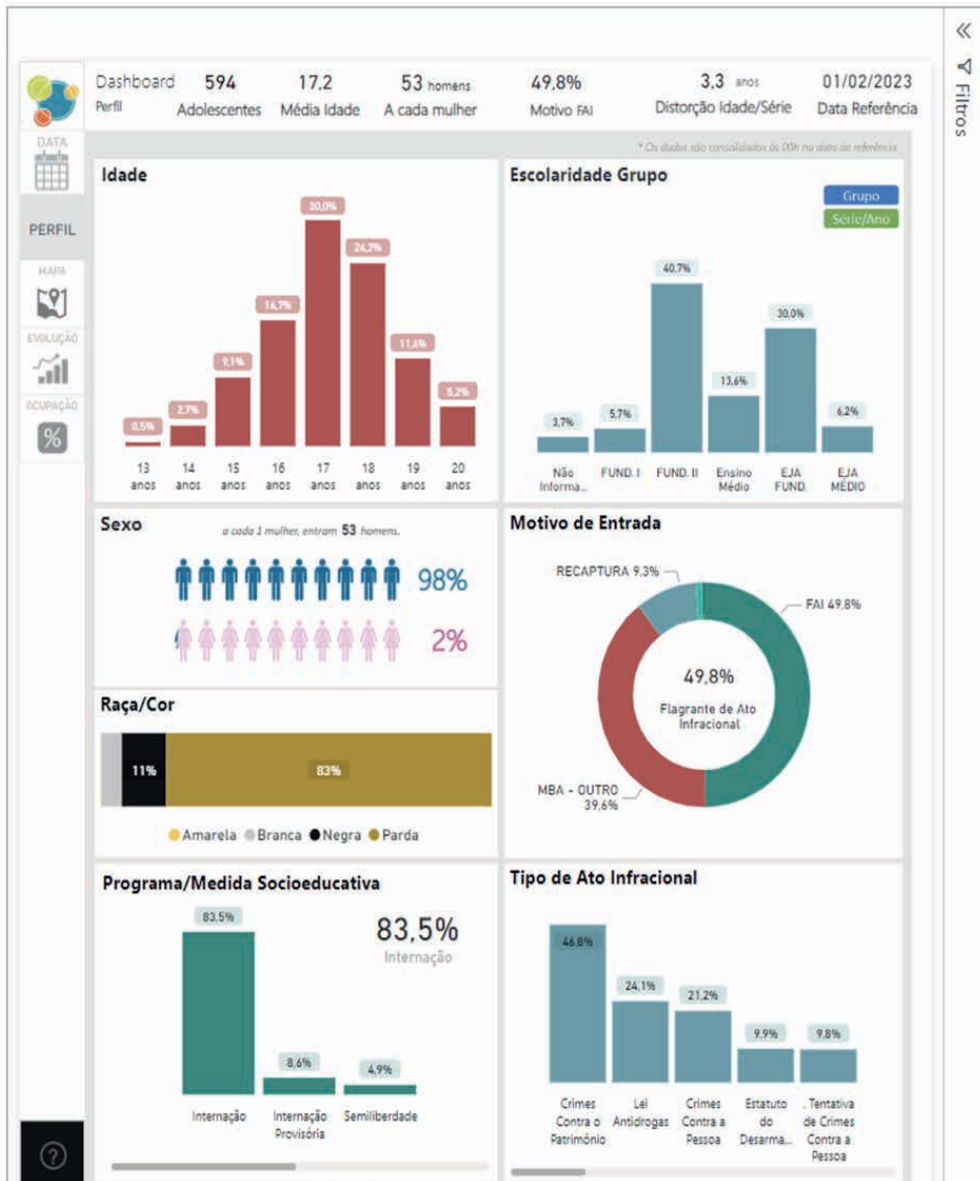 Dashboard
Perfil
594
Adolescentes
17,2
Média Idade
53 homens
A cada mulher
49,8%
Motivo FAI
3,3 anos
Distorção Idade/Série
01/02/2023
Data Referência
Filtros
* Os dados são consolidados às 00h na data de referência
DATA
PERFIL
MAPA
EVOLUÇÃO
OCUPAÇÃO
%
?
Idade
0,5%
2,7%
9,1%
16,7%
30,0%
24,2%
11,6%
5,2%
13 anos
14 anos
15 anos
16 anos
17 anos
18 anos
19 anos
20 anos
Escolaridade Grupo
Grupo
Série/Ano
3,7%
5,7%
40,7%
13,6%
30,0%
6,2%
Não
Informa...
FUND. I
FUND. II
Ensino
Médio
EJA
FUND.
EJA
MÉDIO
Sexo
a cada 1 mulher, entram 53 homens.
98%
2%
Motivo de Entrada
RECAPTURA 9,3%
FAI 49,8%
49,8%
Flagrante de Ato
Infracional
MBA - OUTRO
39,6%
Raça/Cor
11%
83%
Amarela Branca Negra Parda
Programa/Medida Socioeducativa
83,5%
83,5%
Internação
8,6%
4,9%
Internação
Internação
Provisória
Semiliberdade
Tipo de Ato Infracional
46,8%
24,1%
21,2%
9,9%
9,8%
Crimes
Contra o
Patrimônio
Lei
Antidrogas
Crimes
Contra a
Pessoa
Estatuto
do
Desarma...
. Tentativa
de Crimes
Contra a
Pessoa